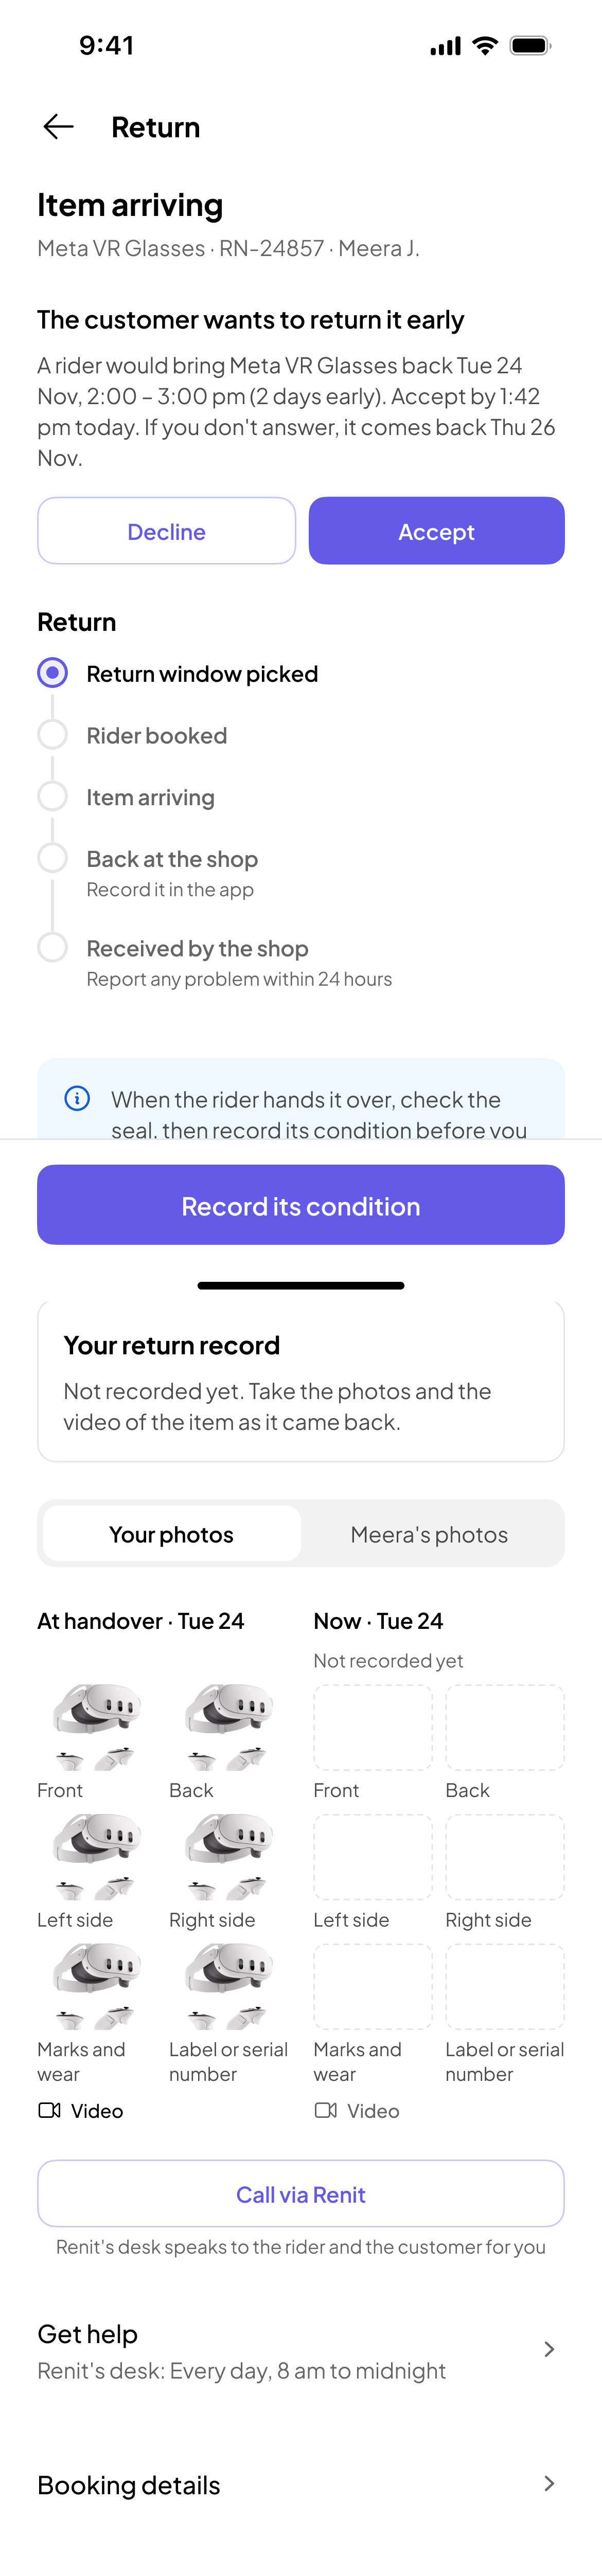 9:41
Return
Item arriving
Meta VR Glasses · RN-24857 · Meera J.
The customer wants to return it early
A rider would bring Meta VR Glasses back Tue 24
Nov, 2:00 – 3:00 pm (2 days early). Accept by 1:42
pm today. If you don't answer, it comes back Thu 26
Nov.
Decline
Accept
Return
Return window picked
Rider booked
Item arriving
Back at the shop
Record it in the app
Received by the shop
Report any problem within 24 hours
When the rider hands it over, check the
seal, then record its condition before you
Record its condition
Your return record
Not recorded yet. Take the photos and the
video of the item as it came back.
Your photos
Meera's photos
At handover · Tue 24
Now · Tue 24
Not recorded yet
Front
Back
Front
Back
Left side
Right side
Left side
Right side
Marks and
wear
Label or serial
number
Marks and
wear
Label or serial
number
Video
Video
Call via Renit
Renit's desk speaks to the rider and the customer for you
Get help
Renit's desk: Every day, 8 am to midnight
Booking details